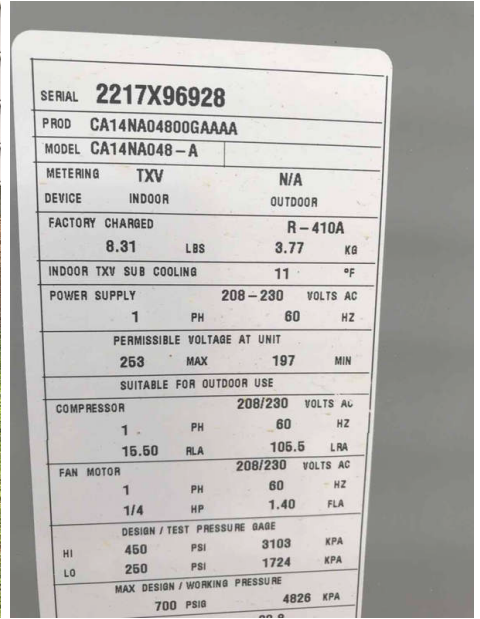 SERIAL 2217X96928
PROD CA14NA04800GAAAA
MODEL CA14NA048-A
METERING TXV N/A
DEVICE INDOOR OUTDOOR
FACTORY CHARGED R-410A
8.31 LBS 3.77 KG
INDOOR TXV SUB COOLING 11 °F
POWER SUPPLY 208-230 VOLTS AC
1 PH 60 HZ
PERMISSIBLE VOLTAGE AT UNIT
253 MAX 197 MIN
SUITABLE FOR OUTDOOR USE
COMPRESSOR 208/230 VOLTS AC
1 PH 60 HZ
15.50 RLA 105.5 LRA
FAN MOTOR 208/230 VOLTS AC
1 PH 60 HZ
1/4 HP 1.40 FLA
DESIGN / TEST PRESSURE GAGE
HI 450 PSI 3103 KPA
LO 250 PSI 1724 KPA
MAX DESIGN / WORKING PRESSURE
700 PSIG 4826 KPA